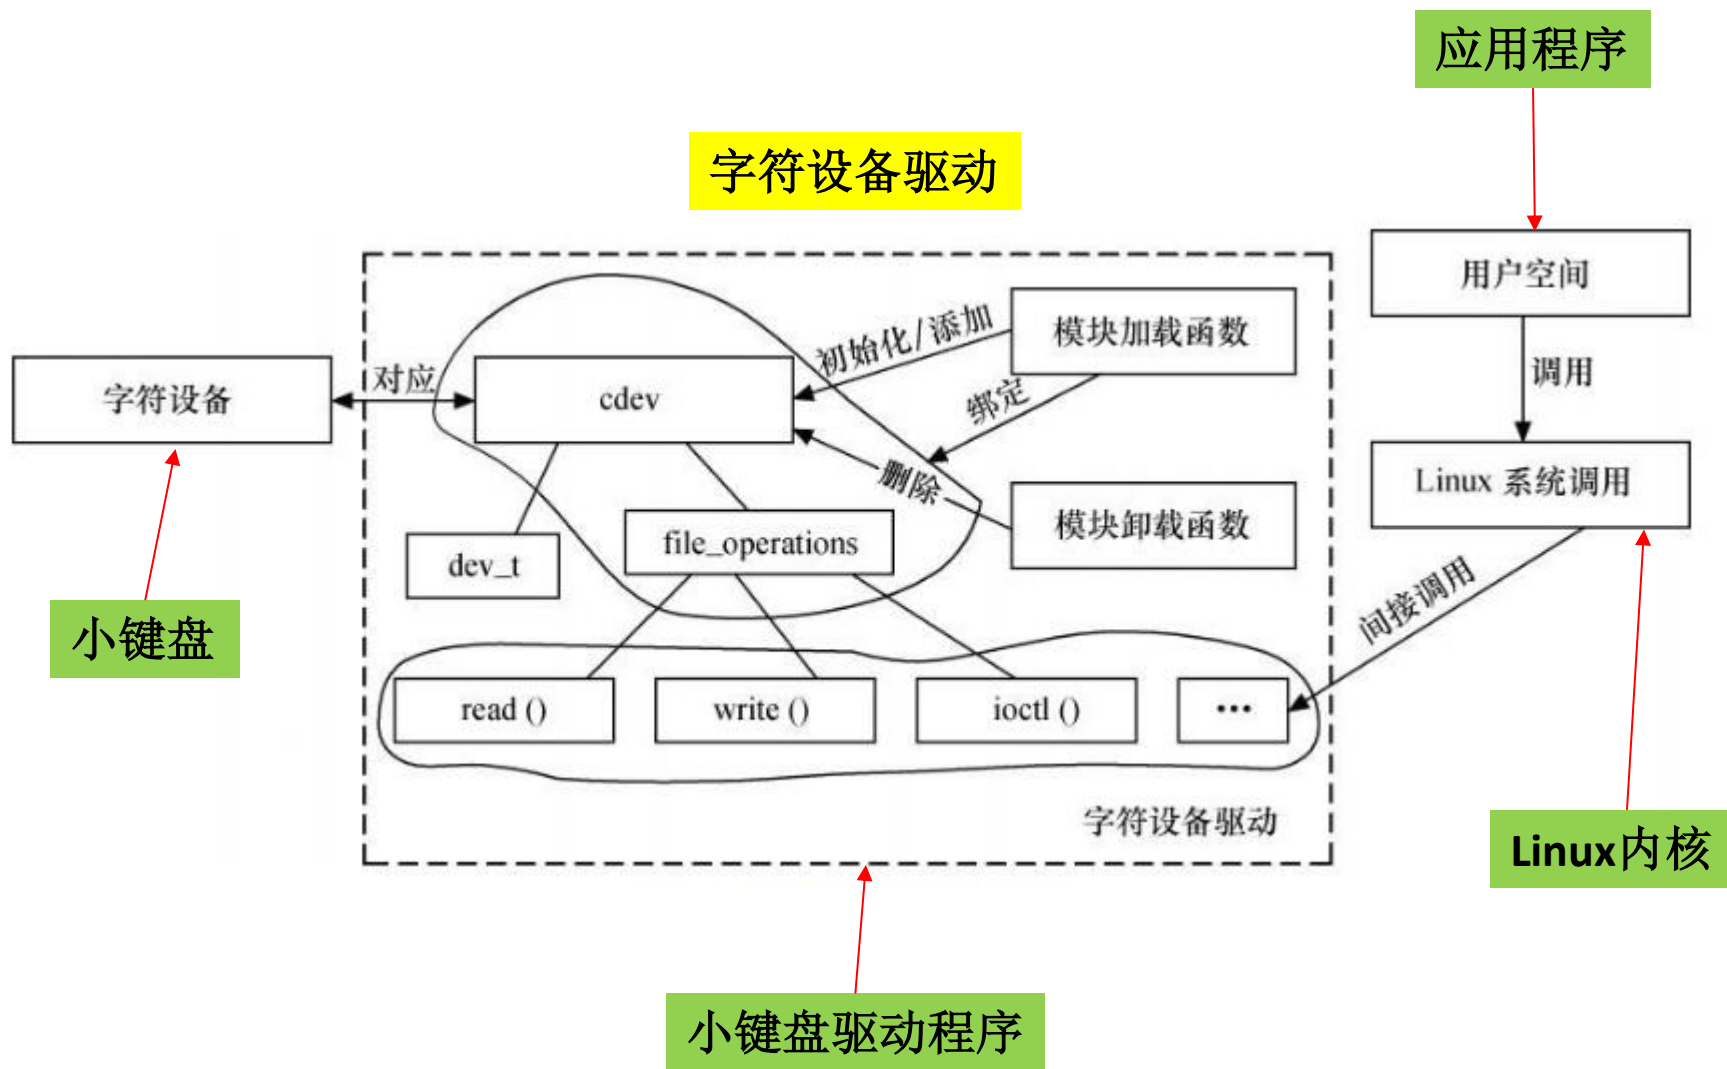 应用程序
字符设备驱动
用户空间
模块加载函数
初始化/添加
调用
字符设备
对应
cdev
绑定
删除
Linux 系统调用
模块卸载函数
file_operations
dev_t
间接调用
小键盘
read ()
write ()
ioctl ()
•••
字符设备驱动
Linux内核
小键盘驱动程序